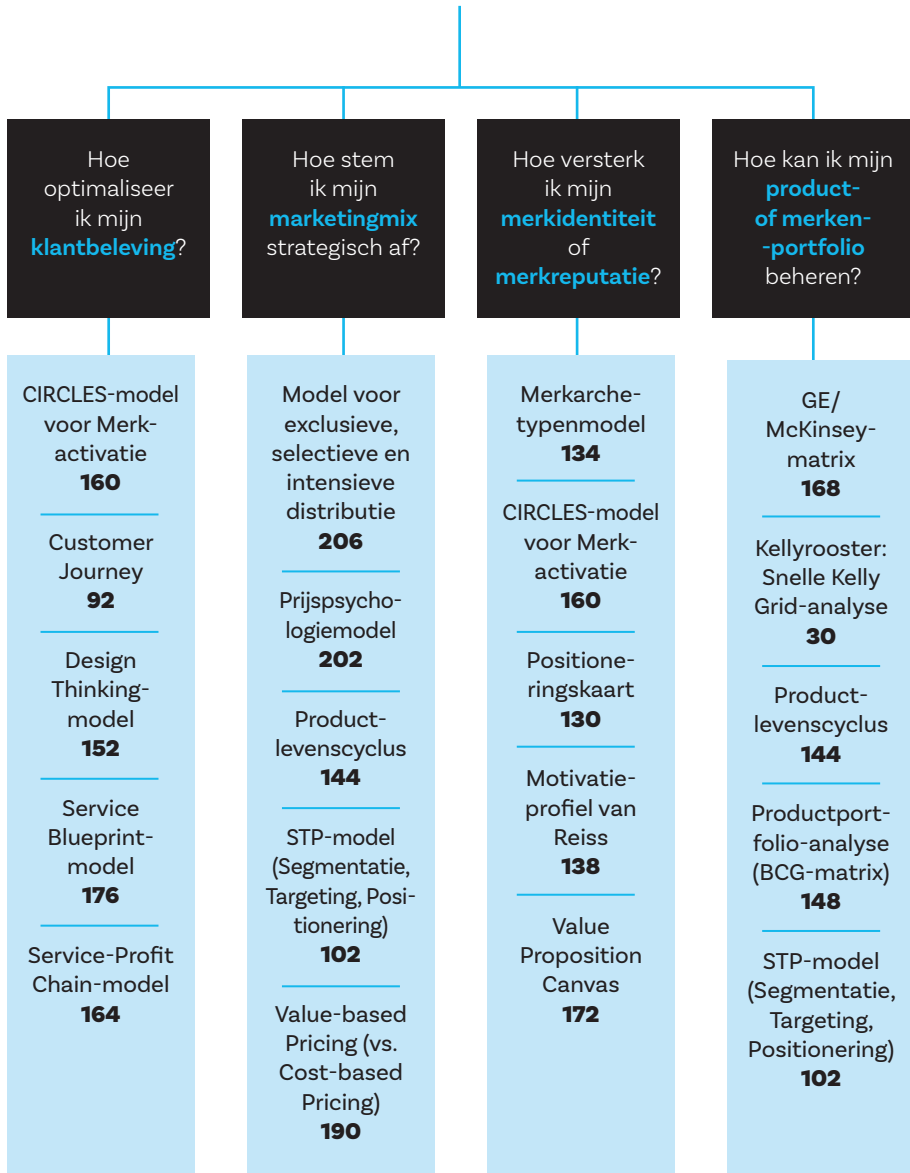 Hoe
optimaliseer
ik mijn
klantbeleving?
Hoe stem
ik mijn
marketingmix
strategisch af?
Hoe versterk
ik mijn
merkidentiteit
of
merkreputatie?
Hoe kan ik mijn
product-
of merken-
-portfolio
beheren?
CIRCLES-model
voor Merk-
activatie
160
Customer
Journey
92
Design
Thinking-
model
152
Service
Blueprint-
model
176
Service-Profit
Chain-model
164
Model voor
exclusieve,
selectieve en
intensieve
distributie
206
Prijspsycho-
logiemodel
202
Product-
levenscyclus
144
STP-model
(Segmentatie,
Targeting, Posi-
tionering)
102
Value-based
Pricing (vs.
Cost-based
Pricing)
190
Merkarche-
typenmodel
134
CIRCLES-model
voor Merk-
activatie
160
Positione-
ringskaart
130
Motivatie-
profiel van
Reiss
138
Value
Proposition
Canvas
172
GE/
McKinsey-
matrix
168
Kellyrooster:
Snelle Kelly
Grid-analyse
30
Product-
levenscyclus
144
Productport-
folio-analyse
(BCG-matrix)
148
STP-model
(Segmentatie,
Targeting,
Positionering)
102